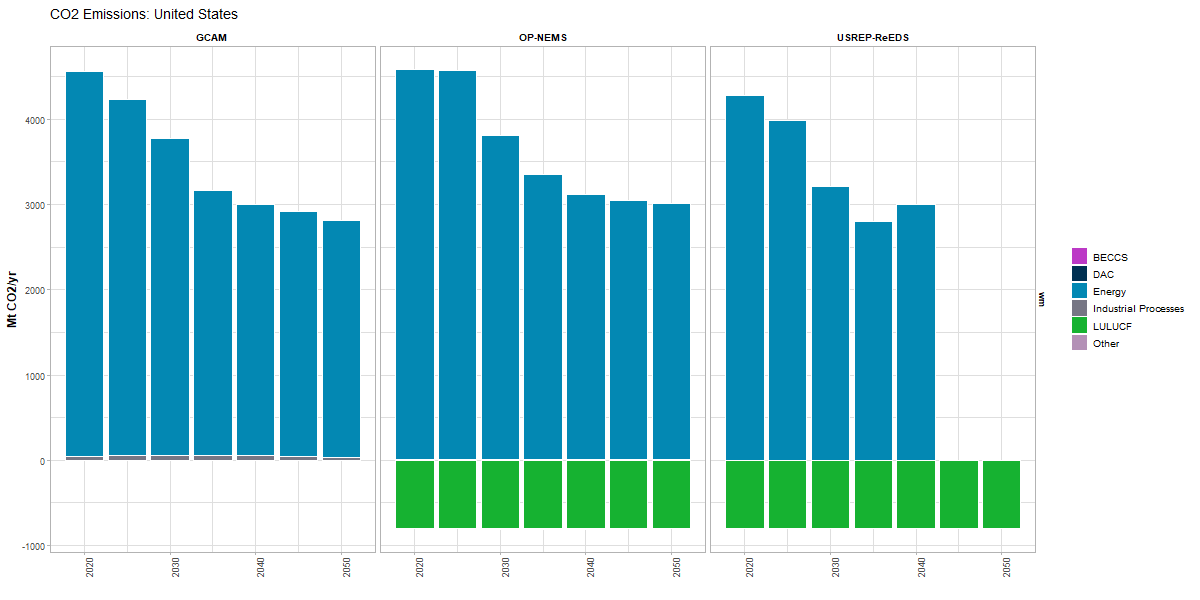 CO2 Emissions: United States
GCAM
OP-NEMS
USREP-ReEDS
Mt CO2/yr
4000
3000
2000
1000
0
-1000
2020
2030
2040
2050
2020
2030
2040
2050
2020
2030
2040
2050
wm
BECCS
DAC
Energy
Industrial Processes
LULUCF
Other